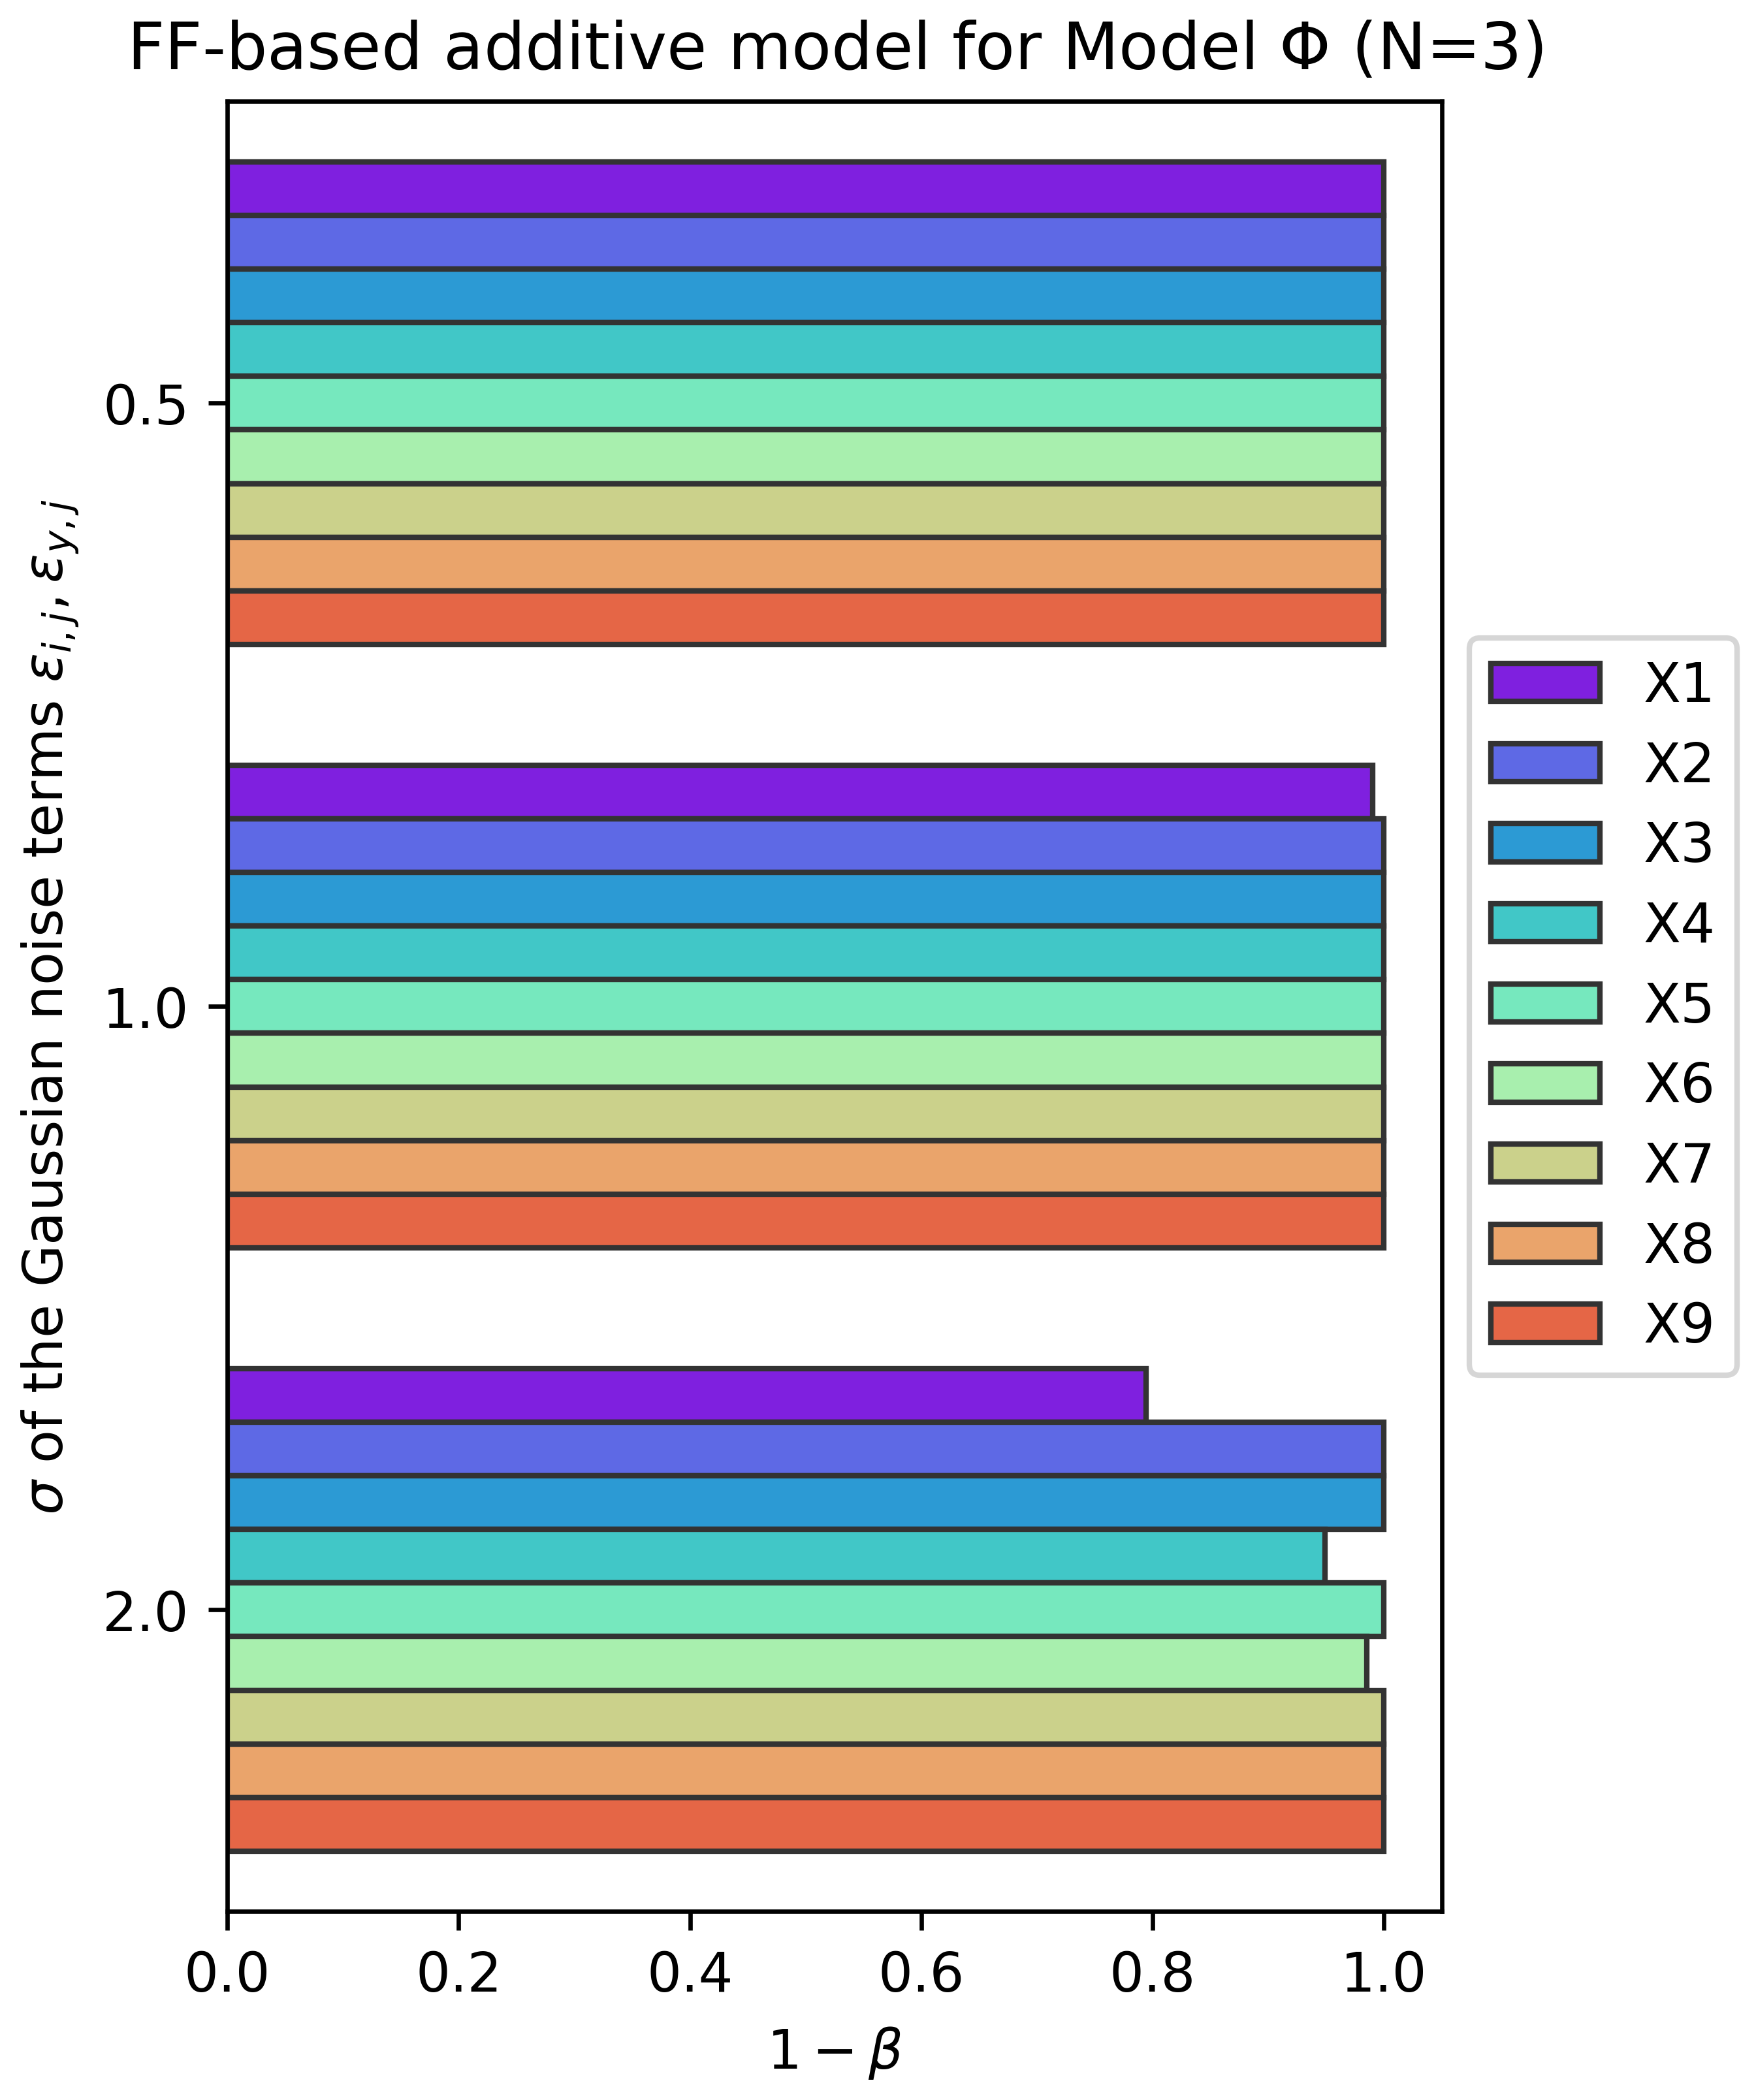 FF-based additive model for Model Φ (N=3)
σ of the Gaussian noise terms ε_{i,j}, ε_{y,j}
0.5
1.0
2.0
0.0 0.2 0.4 0.6 0.8 1.0
1 − β
X1
X2
X3
X4
X5
X6
X7
X8
X9